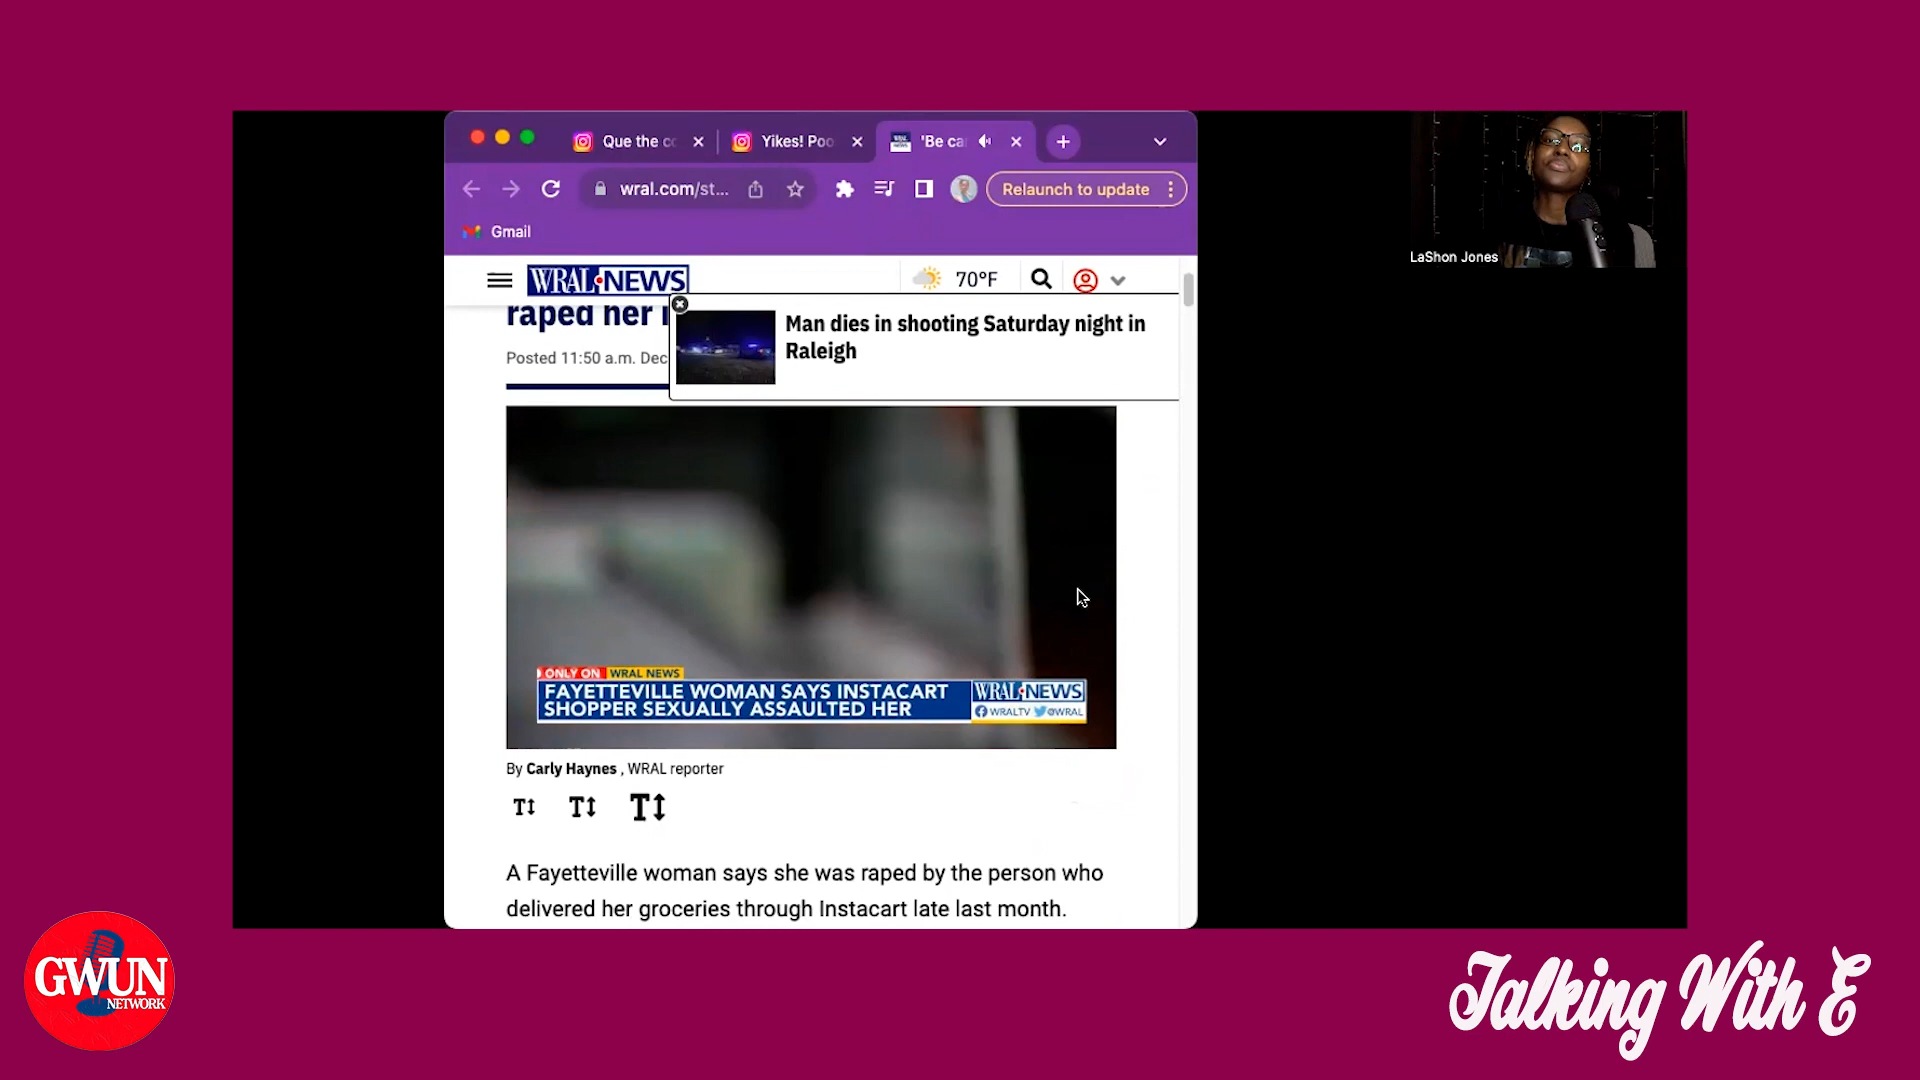 Que the co
Yikes! Poo
'Be ca
wral.com/st...
Relaunch to update
Gmail
WRAL NEWS
70°F
raped her
Posted 11:50 a.m. Dec
Man dies in shooting Saturday night in
Raleigh
ONLY ON WRAL NEWS
FAYETTEVILLE WOMAN SAYS INSTACART
SHOPPER SEXUALLY ASSAULTED HER
WRAL NEWS
WRALTV @WRAL
By Carly Haynes , WRAL reporter
T T T
A Fayetteville woman says she was raped by the person who
delivered her groceries through Instacart late last month.
LaShon Jones
GWUN
NETWORK
Talking With E